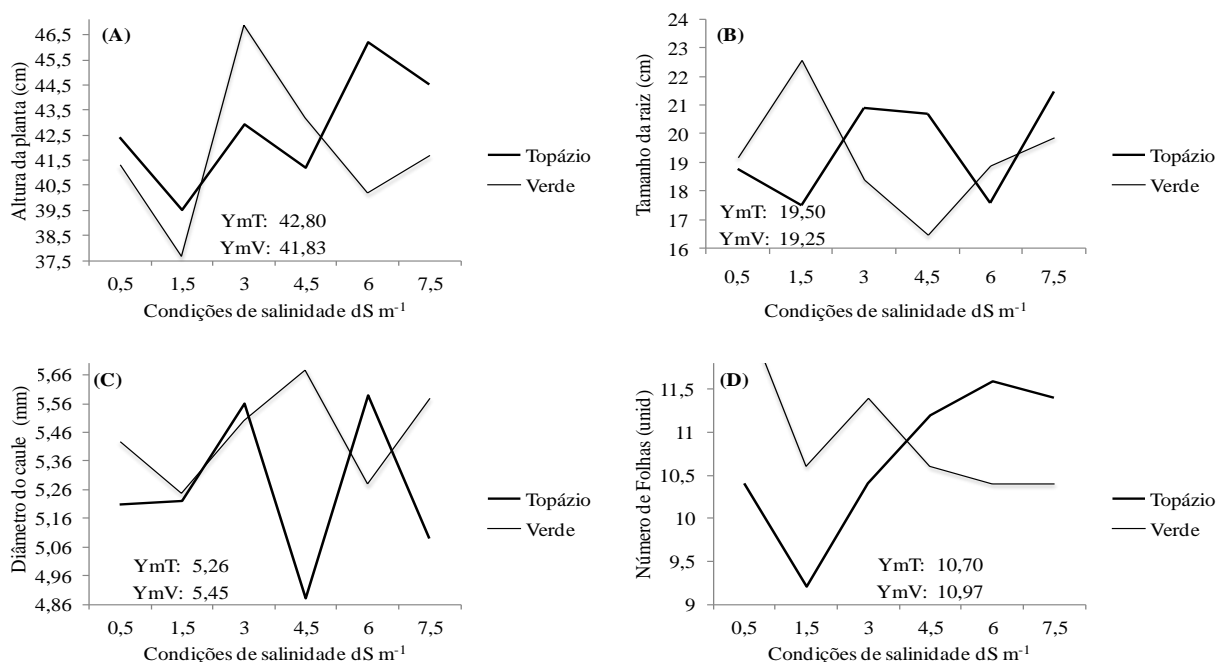 (A)
Altura da planta (cm)
46,5
45,5
44,5
43,5
42,5
41,5
40,5
39,5
38,5
37,5
YmT: 42,80
YmV: 41,83
0,5 1,5 3 4,5 6 7,5
Condições de salinidade dS m-1
Topázio
Verde
(B)
Tamanho da raiz (cm)
24
23
22
21
20
19
18
17
16
YmT: 19,50
YmV: 19,25
0,5 1,5 3 4,5 6 7,5
Condições de salinidade dS m-1
Topázio
Verde
(C)
Diâmetro do caule (mm)
5,66
5,56
5,46
5,36
5,26
5,16
5,06
4,96
4,86
YmT: 5,26
YmV: 5,45
0,5 1,5 3 4,5 6 7,5
Condições de salinidade dS m-1
Topázio
Verde
(D)
Número de Folhas (unid)
11,5
11
10,5
10
9,5
9
YmT: 10,70
YmV: 10,97
0,5 1,5 3 4,5 6 7,5
Condições de salinidade dS m-1
Topázio
Verde